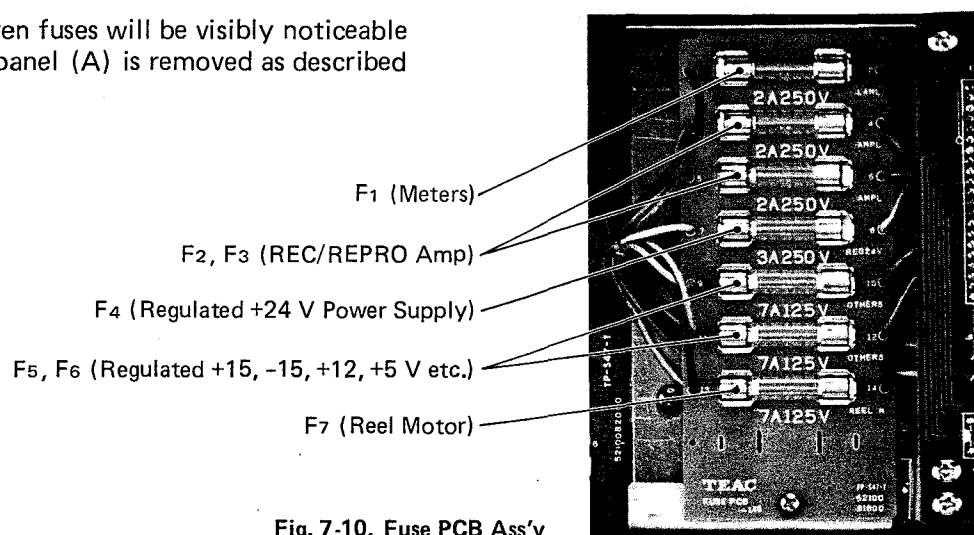 en fuses will be visibly noticeable
panel (A) is removed as described
F1 (Meters)
F2, F3 (REC/REPRO Amp)
F4 (Regulated +24 V Power Supply)
F5, F6 (Regulated +15, -15, +12, +5 V etc.)
F7 (Reel Motor)
2A250V
2A250V
AMPL
2A250V
AMPL
3A250V
REG24V
7A125V
OTHERS
7A125V
OTHERS
7A125V
REEL M
TEAC
FUSE PCB
Fig. 7-10. Fuse PCB Ass'y